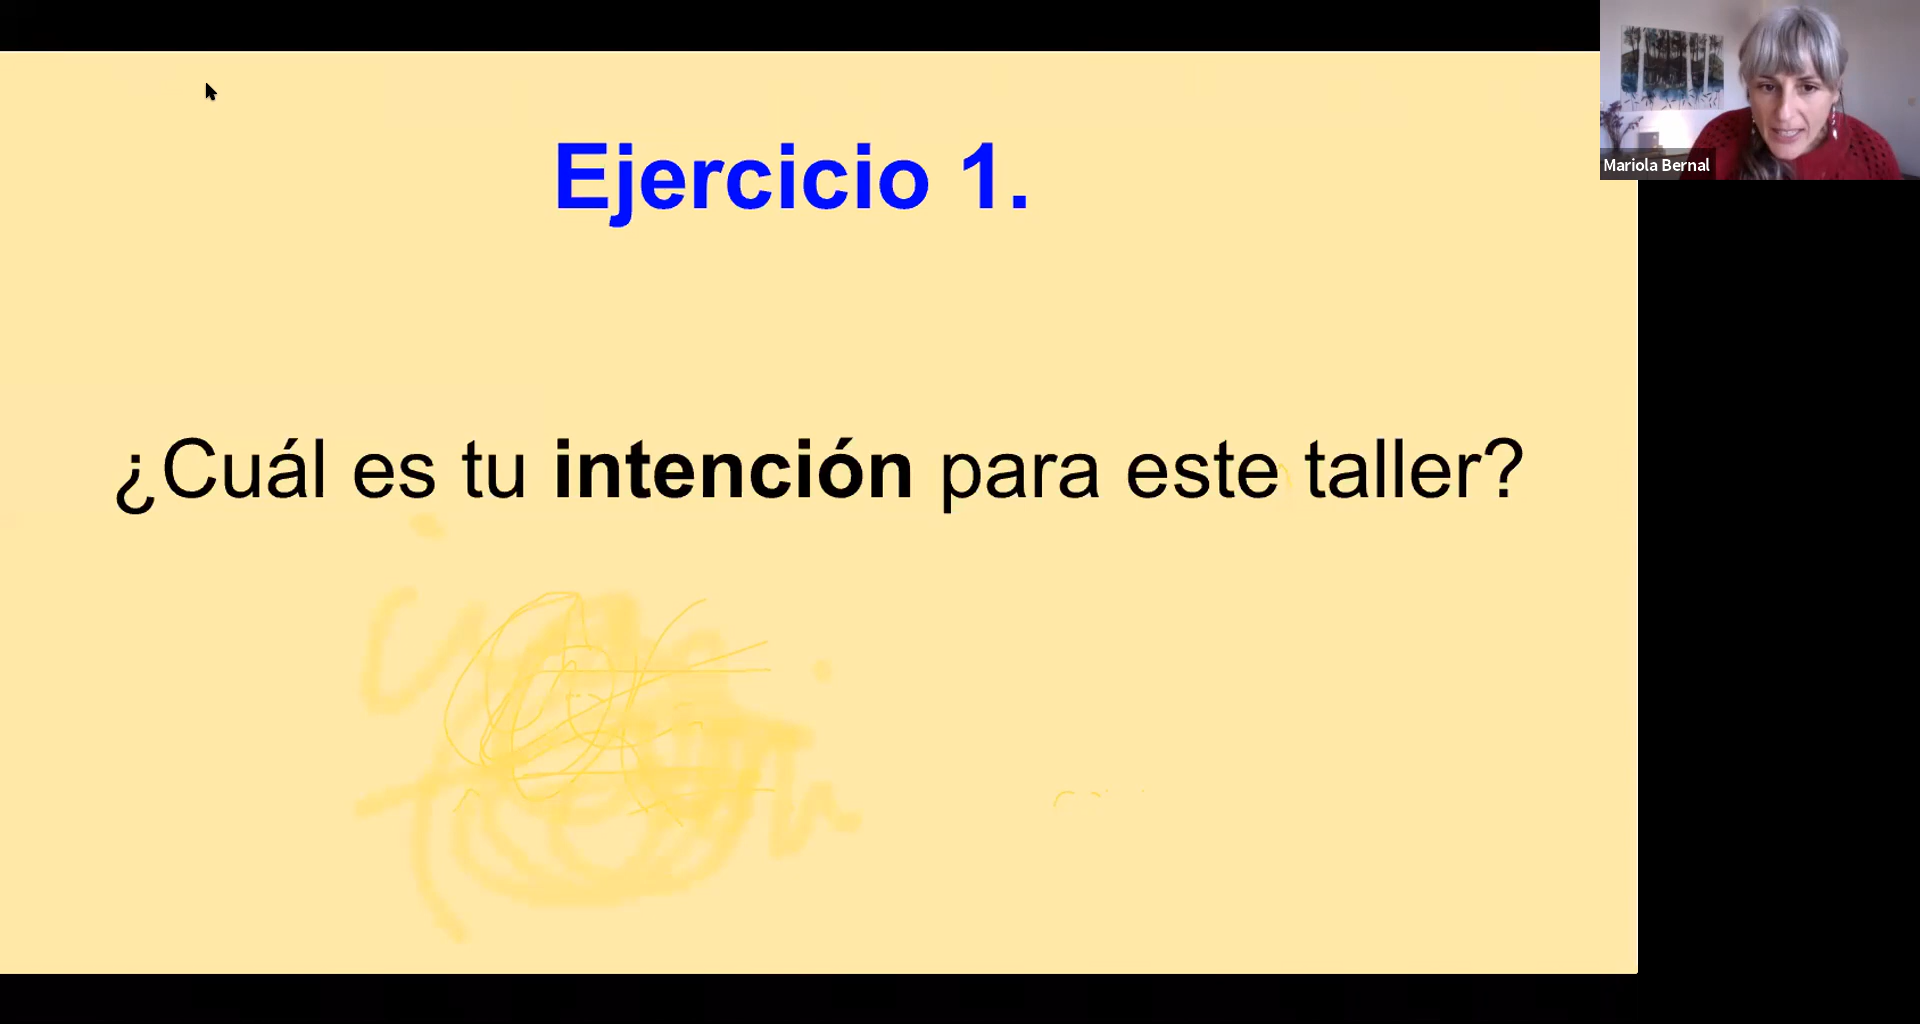 Ejercicio 1.
¿Cuál es tu intención para este taller?
Mariola Bernal